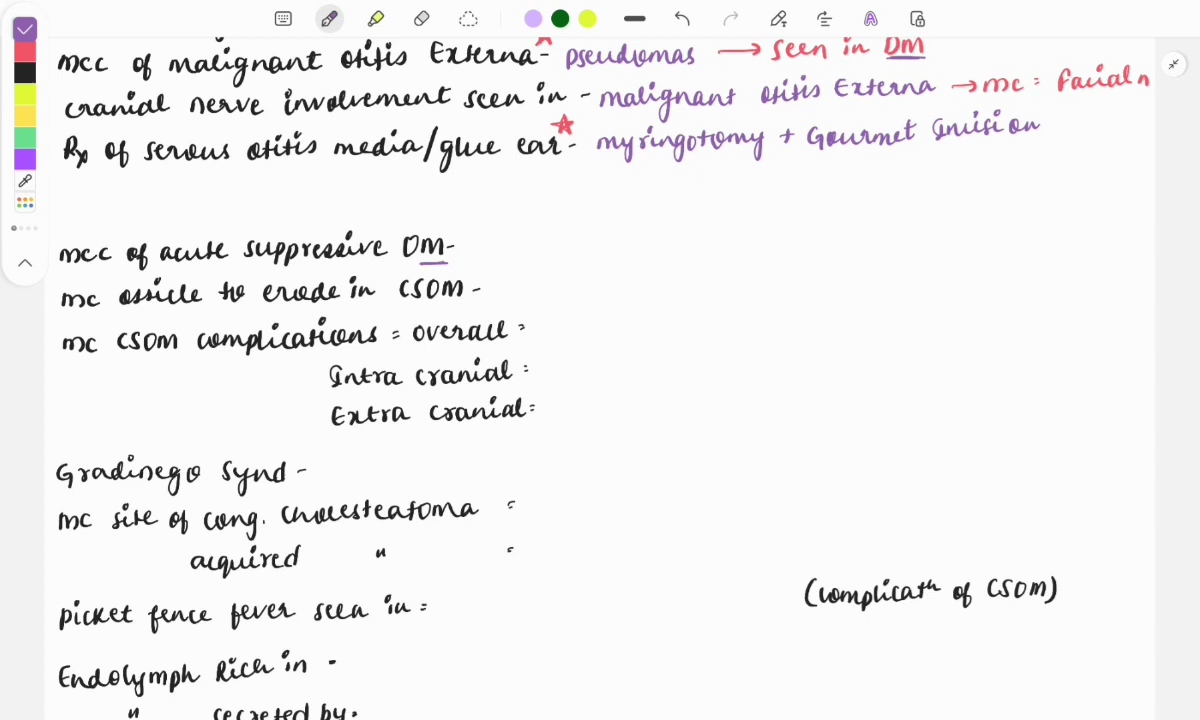 mcc of malignant otitis Externa - pseudomas → seen in DM
cranial nerve involvement seen in - malignant otitis Externa → mc = facial n
Rx of serous otitis media/glue ear - myringotomy + Gourmet Inusion
mcc of acute suppressive OM-
mc ossicle to erode in CSOM -
mc CSOM complications = overall =
Intra cranial =
Extra cranial =
Gradinego synd -
mc site of cong. cholesteatoma =
acquired " =
picket fence fever seen in = (complicatn of CSOM)
Endolymph Rich in -
" secreted by.